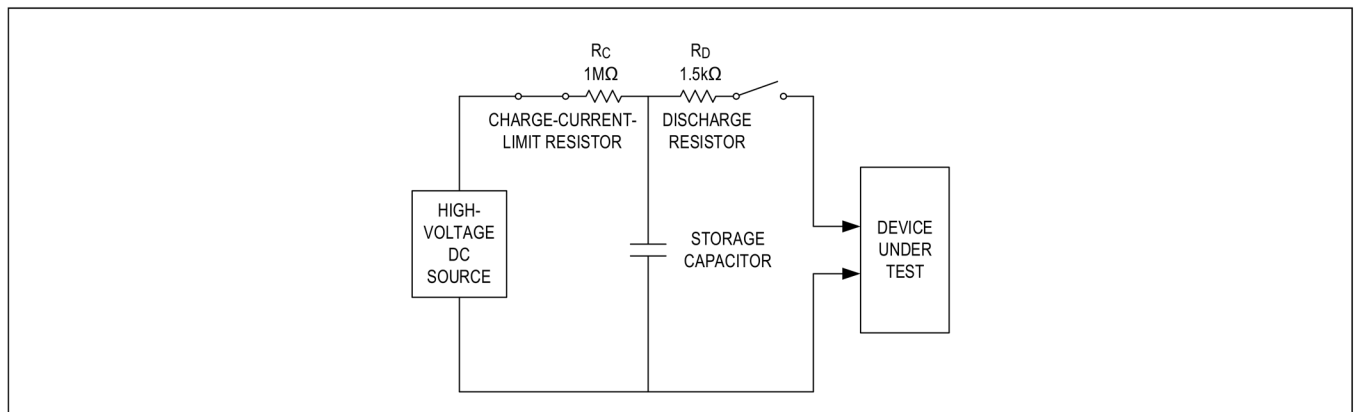 RC
1MΩ
RD
1.5kΩ
CHARGE-CURRENT-
LIMIT RESISTOR
DISCHARGE
RESISTOR
HIGH-
VOLTAGE
DC
SOURCE
STORAGE
CAPACITOR
DEVICE
UNDER
TEST